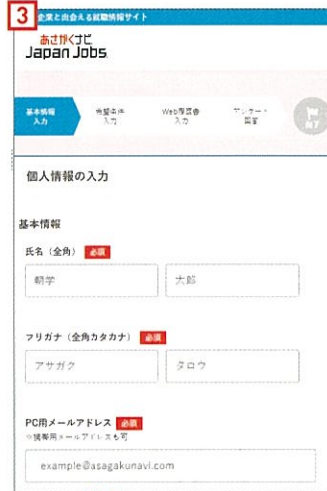 3
企業と出会える就職情報サイト
あさがくナビ
Japan Jobs
基本情報
入力
希望条件
入力
Web履歴書
入力
アンケート
回答
完了
個人情報の入力
基本情報
氏名（全角） 必須
朝学 太郎
フリガナ（全角カタカナ） 必須
アサガク タロウ
PC用メールアドレス 必須
※携帯用メールアドレスも可
example@asagakunavi.com